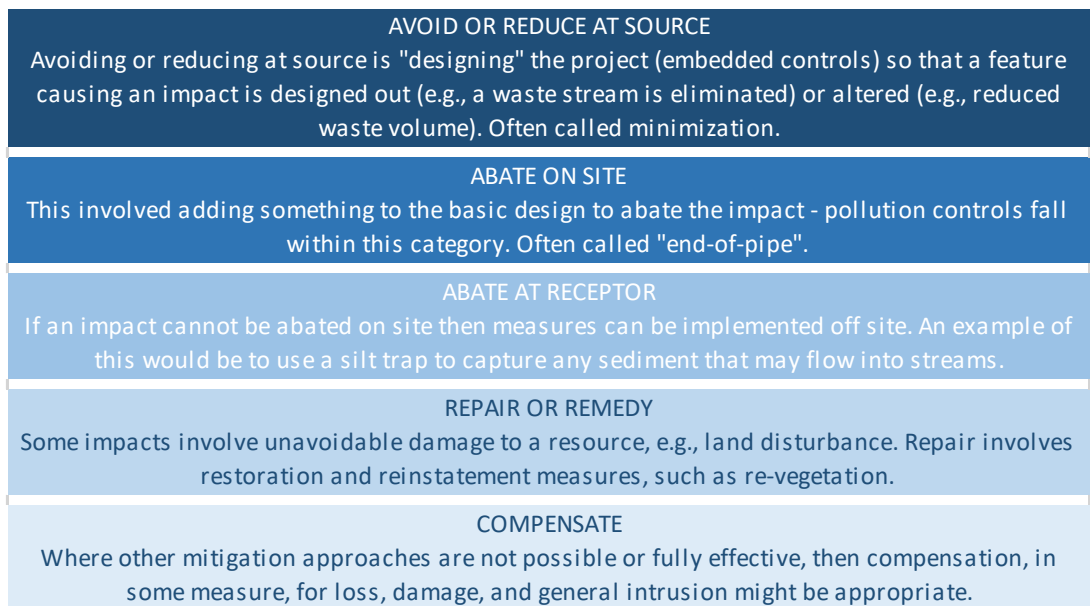 AVOID OR REDUCE AT SOURCE
Avoiding or reducing at source is "designing" the project (embedded controls) so that a feature
causing an impact is designed out (e.g., a waste stream is eliminated) or altered (e.g., reduced
waste volume). Often called minimization.
ABATE ON SITE
This involved adding something to the basic design to abate the impact - pollution controls fall
within this category. Often called "end-of-pipe".
ABATE AT RECEPTOR
If an impact cannot be abated on site then measures can be implemented off site. An example of
this would be to use a silt trap to capture any sediment that may flow into streams.
REPAIR OR REMEDY
Some impacts involve unavoidable damage to a resource, e.g., land disturbance. Repair involves
restoration and reinstatement measures, such as re-vegetation.
COMPENSATE
Where other mitigation approaches are not possible or fully effective, then compensation, in
some measure, for loss, damage, and general intrusion might be appropriate.